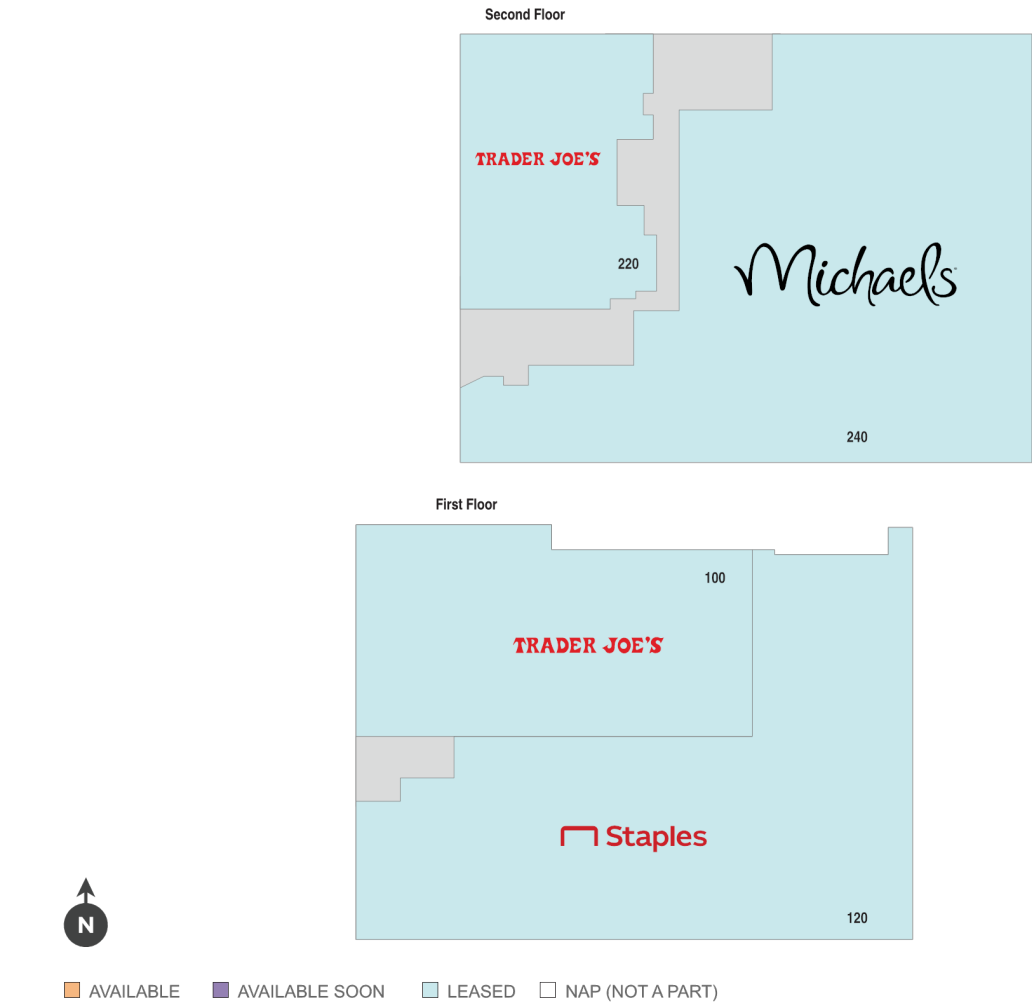 Second Floor
TRADER JOE'S
220
Michaels
240
First Floor
100
TRADER JOE'S
Staples
120
N
AVAILABLE AVAILABLE SOON LEASED NAP (NOT A PART)